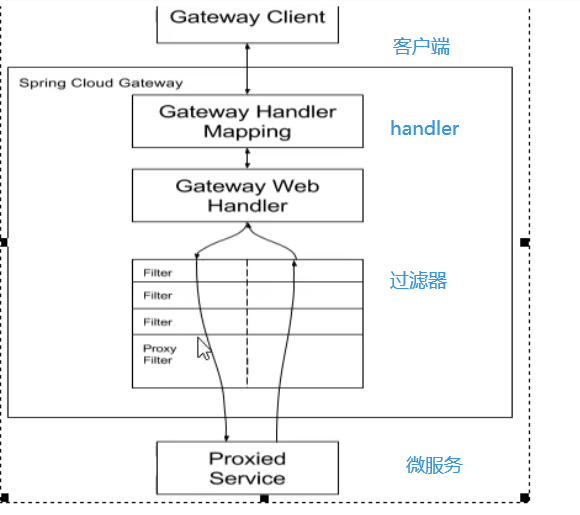 Gateway Client
客户端
Spring Cloud Gateway
Gateway Handler
Mapping
handler
Gateway Web
Handler
Filter
过滤器
Filter
Filter
Proxy
Filter
Proxied
Service
微服务